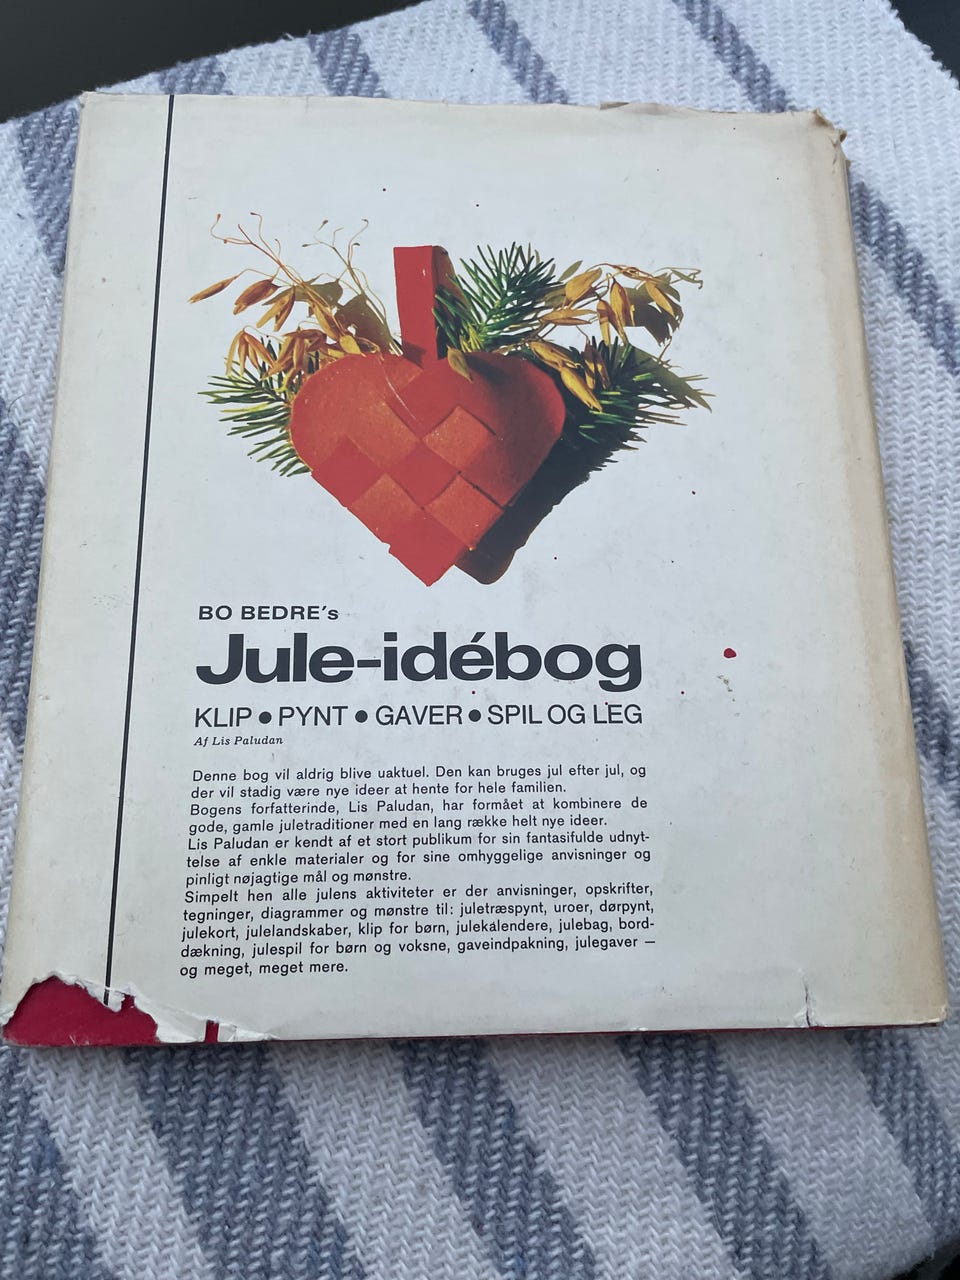 BO BEDRE's
Jule-idébog
KLIP ● PYNT ● GAVER ● SPIL OG LEG
Af Lis Paludan
Denne bog vil aldrig blive uaktuel. Den kan bruges jul efter jul, og
der vil stadig være nye ideer at hente for hele familien.
Bogens forfatterinde, Lis Paludan, har formået at kombinere de
gode, gamle juletraditioner med en lang række helt nye ideer.
Lis Paludan er kendt af et stort publikum for sin fantasifulde udnyt-
telse af enkle materialer og for sine omhyggelige anvisninger og
pinligt nøjagtige mål og mønstre.
Simpelt hen alle julens aktiviteter er der anvisninger, opskrifter,
tegninger, diagrammer og mønstre til: juletræspynt, uroer, dørpynt,
julekort, julelandskaber, klip for børn, julekalendere, julebag, bord-
dækning, julespil for børn og voksne, gaveindpakning, julegaver —
og meget, meget mere.